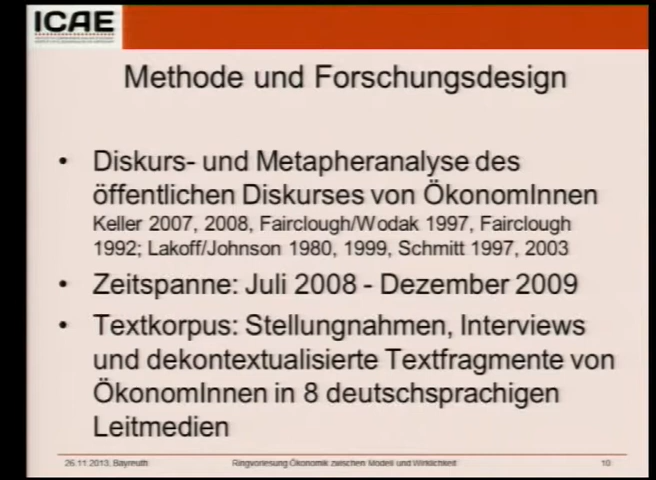 ICAE
Methode und Forschungsdesign
• Diskurs- und Metapheranalyse des
öffentlichen Diskurses von ÖkonomInnen
Keller 2007, 2008, Fairclough/Wodak 1997, Fairclough
1992; Lakoff/Johnson 1980, 1999, Schmitt 1997, 2003
• Zeitspanne: Juli 2008 - Dezember 2009
• Textkorpus: Stellungnahmen, Interviews
und dekontextualisierte Textfragmente von
ÖkonomInnen in 8 deutschsprachigen
Leitmedien
26.11.2013, Bayreuth Ringvorlesung Ökonomik zwischen Modell und Wirklichkeit 10